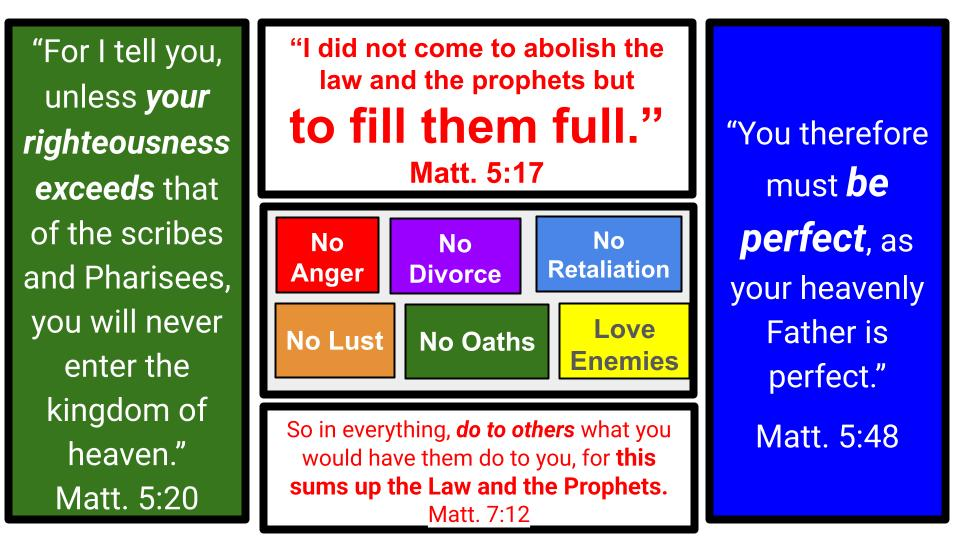 “For I tell you,
unless your
righteousness
exceeds that
of the scribes
and Pharisees,
you will never
enter the
kingdom of
heaven.”
Matt. 5:20
“I did not come to abolish the
law and the prophets but
to fill them full.”
Matt. 5:17
No
Anger
No
Divorce
No
Retaliation
No Lust
No Oaths
Love
Enemies
So in everything, do to others what you
would have them do to you, for this
sums up the Law and the Prophets.
Matt. 7:12
“You therefore
must be
perfect, as
your heavenly
Father is
perfect.”
Matt. 5:48